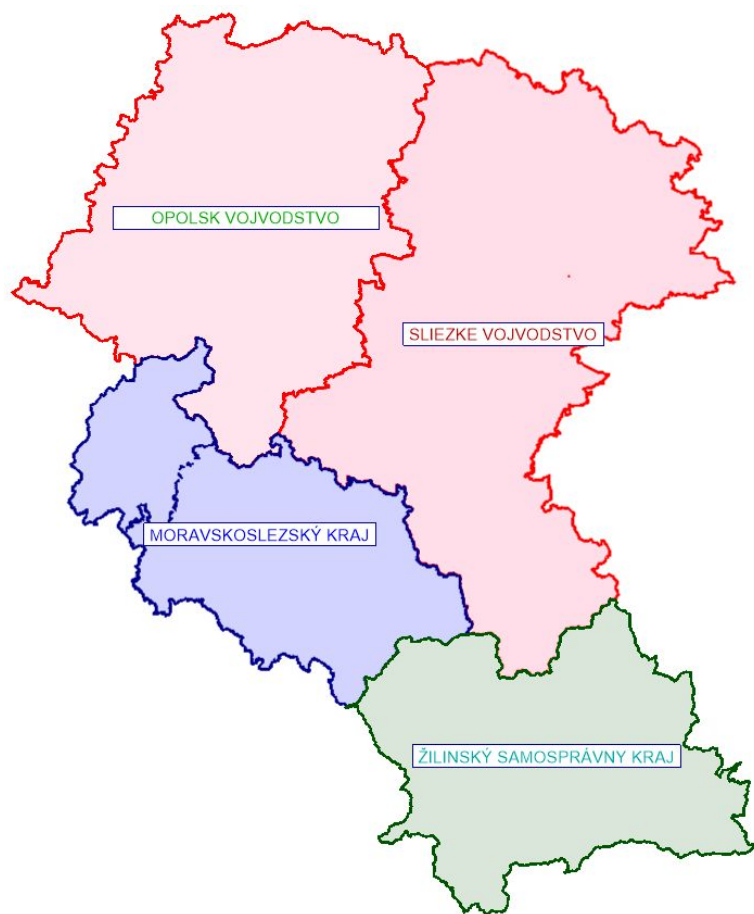 OPOLSK VOJVODSTVO
SLIEZKE VOJVODSTVO
MORAVSKOSLEZSKÝ KRAJ
ŽILINSKÝ SAMOSPRÁVNY KRAJ